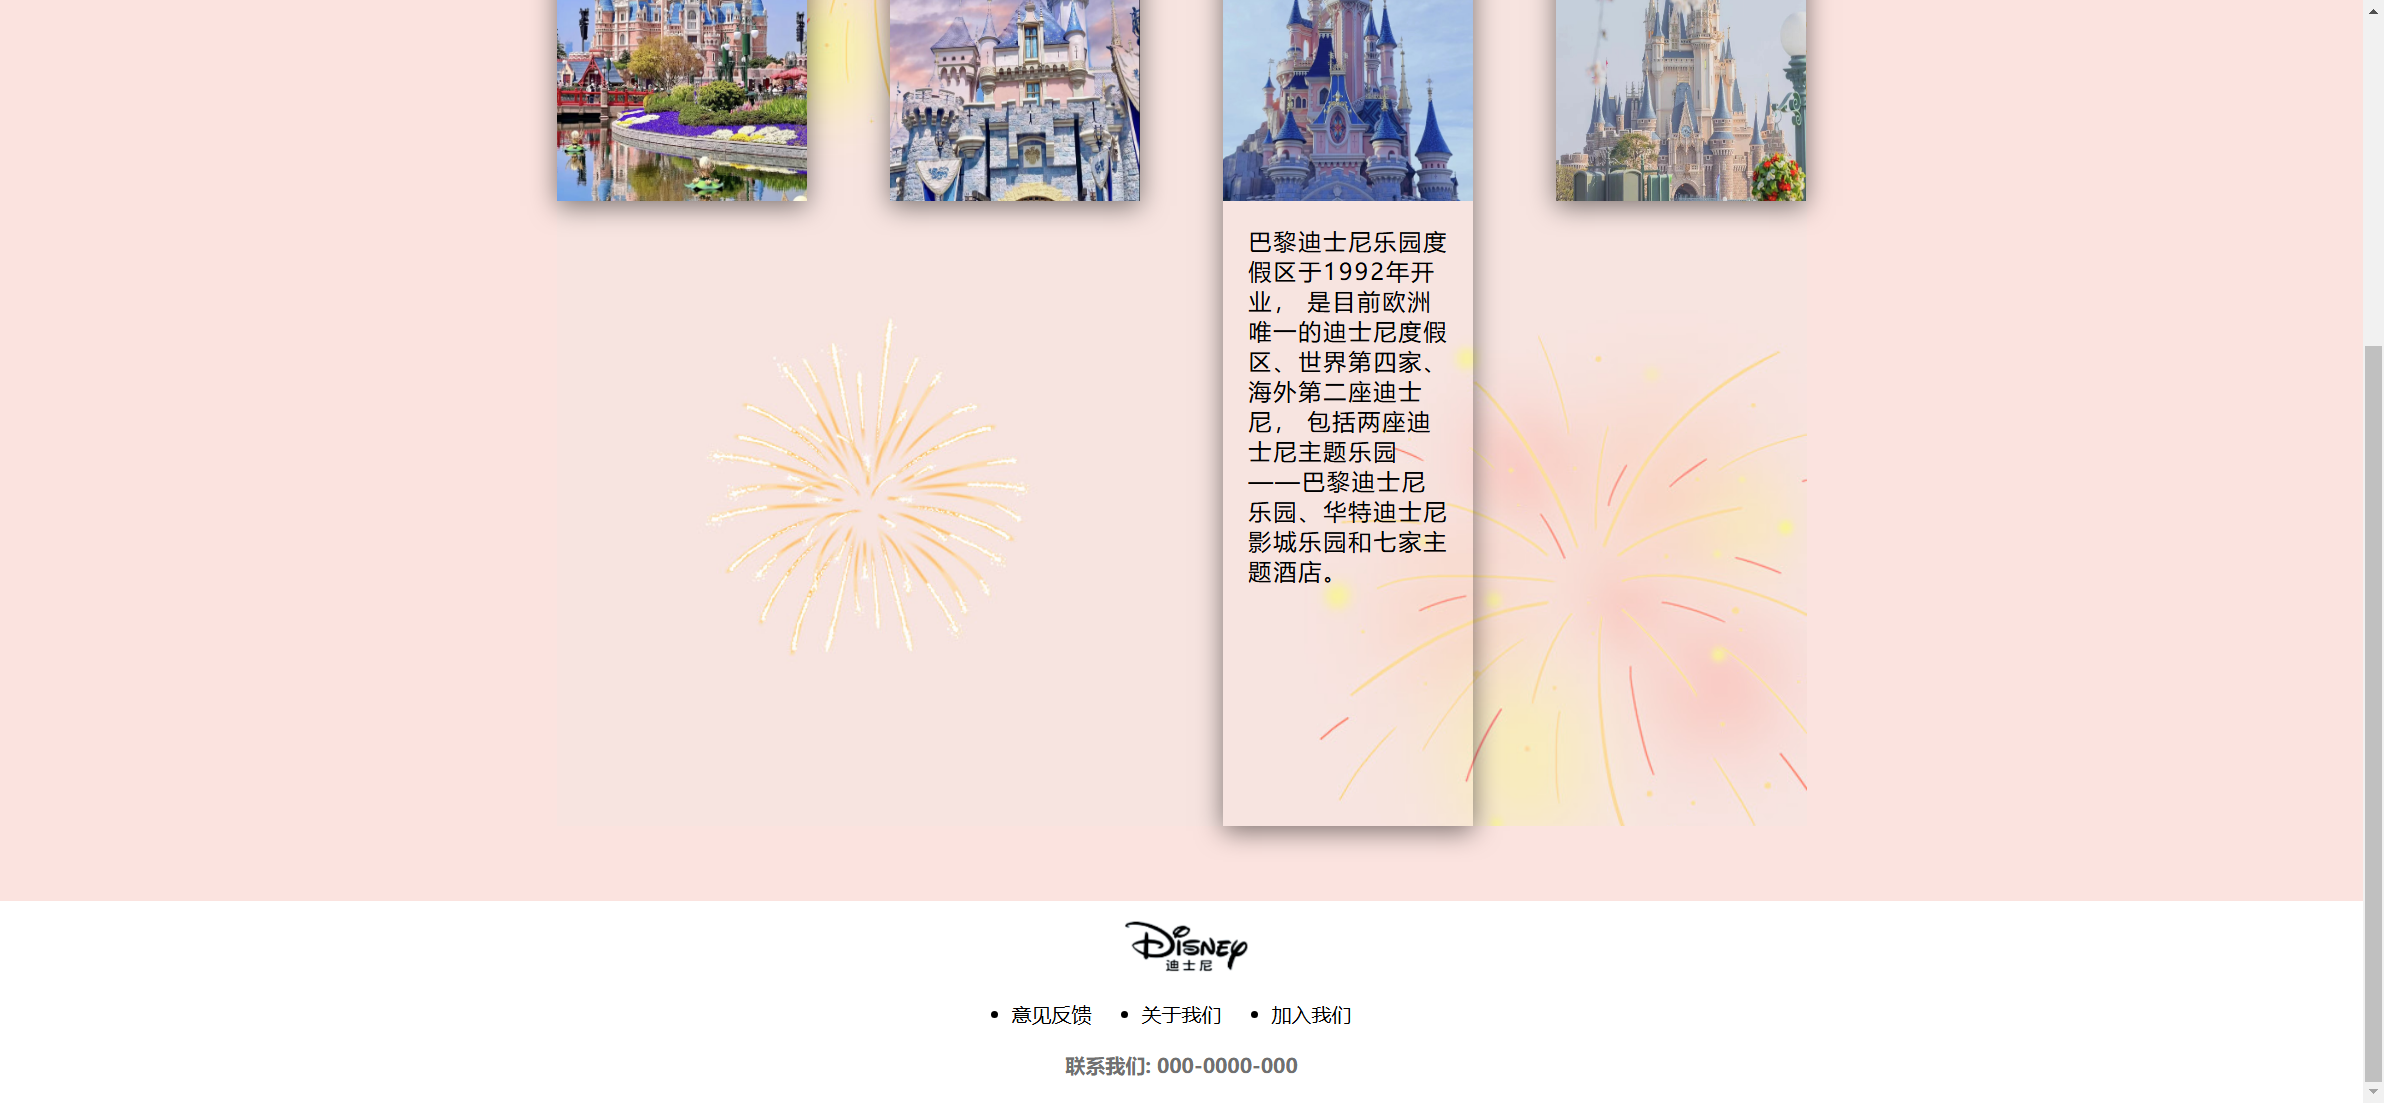 巴黎迪士尼乐园度
假区于1992年开
业， 是目前欧洲
唯一的迪士尼度假
区、世界第四家、
海外第二座迪士
尼， 包括两座迪
士尼主题乐园
——巴黎迪士尼
乐园、华特迪士尼
影城乐园和七家主
题酒店。
Disney
迪士尼
• 意见反馈 • 关于我们 • 加入我们
联系我们: 000-0000-000